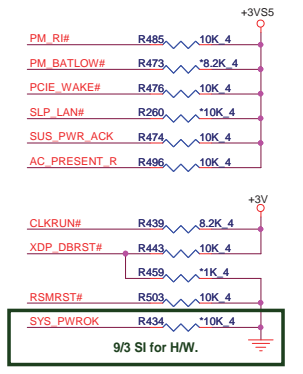 +3VS5
PM_RI# R485 10K_4
PM_BATLOW# R473 *8.2K_4
PCIE_WAKE# R476 10K_4
SLP_LAN# R260 *10K_4
SUS_PWR_ACK R474 10K_4
AC_PRESENT_R R496 10K_4
+3V
CLKRUN# R439 8.2K_4
XDP_DBRST# R443 10K_4
R459 *1K_4
RSMRST# R503 10K_4
SYS_PWROK R434 *10K_4
9/3 SI for H/W.